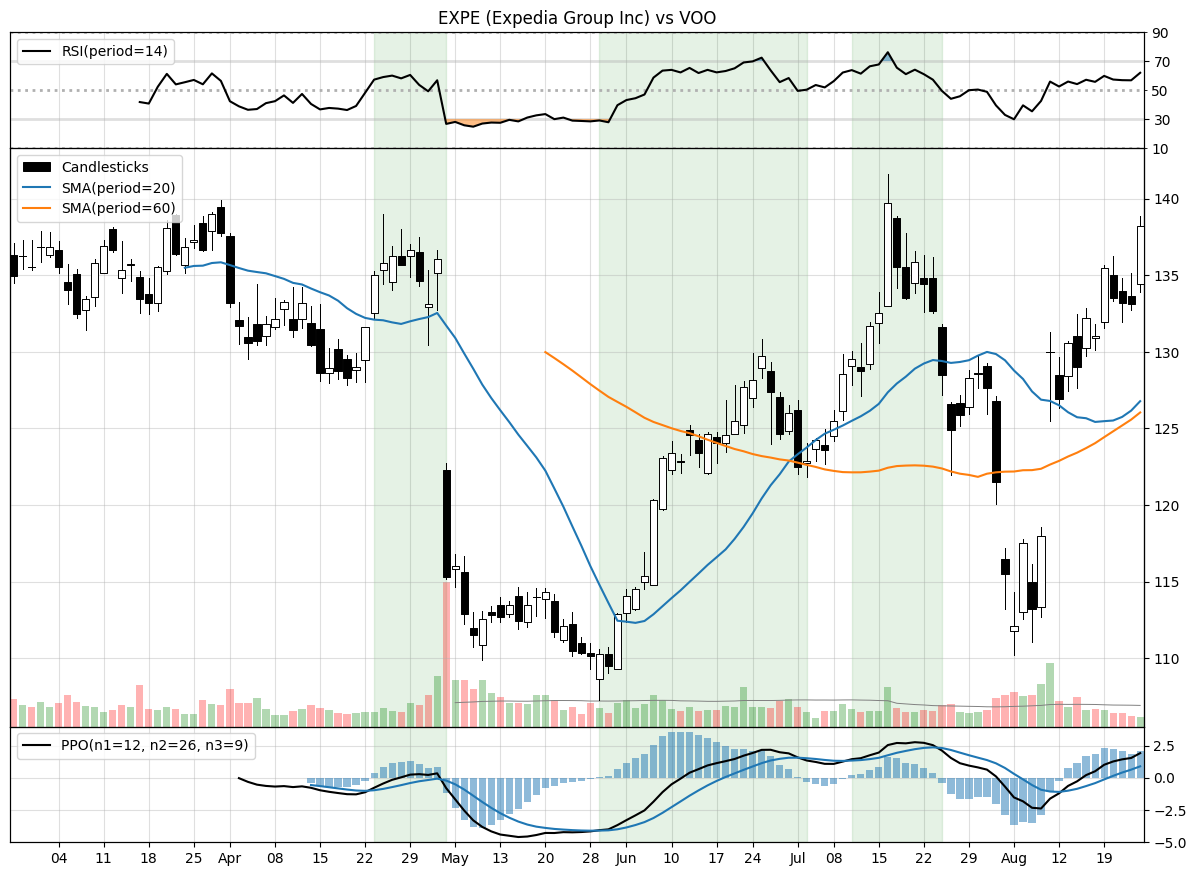 EXPE (Expedia Group Inc) vs VOO
RSI(period=14)
90
70
50
30
10
Candlesticks
SMA(period=20)
SMA(period=60)
140
135
130
125
120
115
110
PPO(n1=12, n2=26, n3=9)
2.5
0.0
−2.5
−5.0
04 11 18 25 Apr 08 15 22 29 May 13 20 28 Jun 10 17 24 Jul 08 15 22 29 Aug 12 19